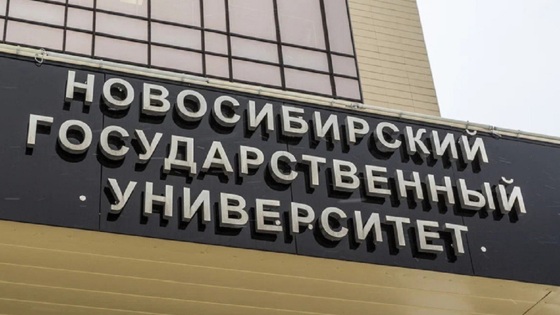 НОВОСИБИРСКИЙ
ГОСУДАРСТВЕННЫЙ
УНИВЕРСИТЕТ